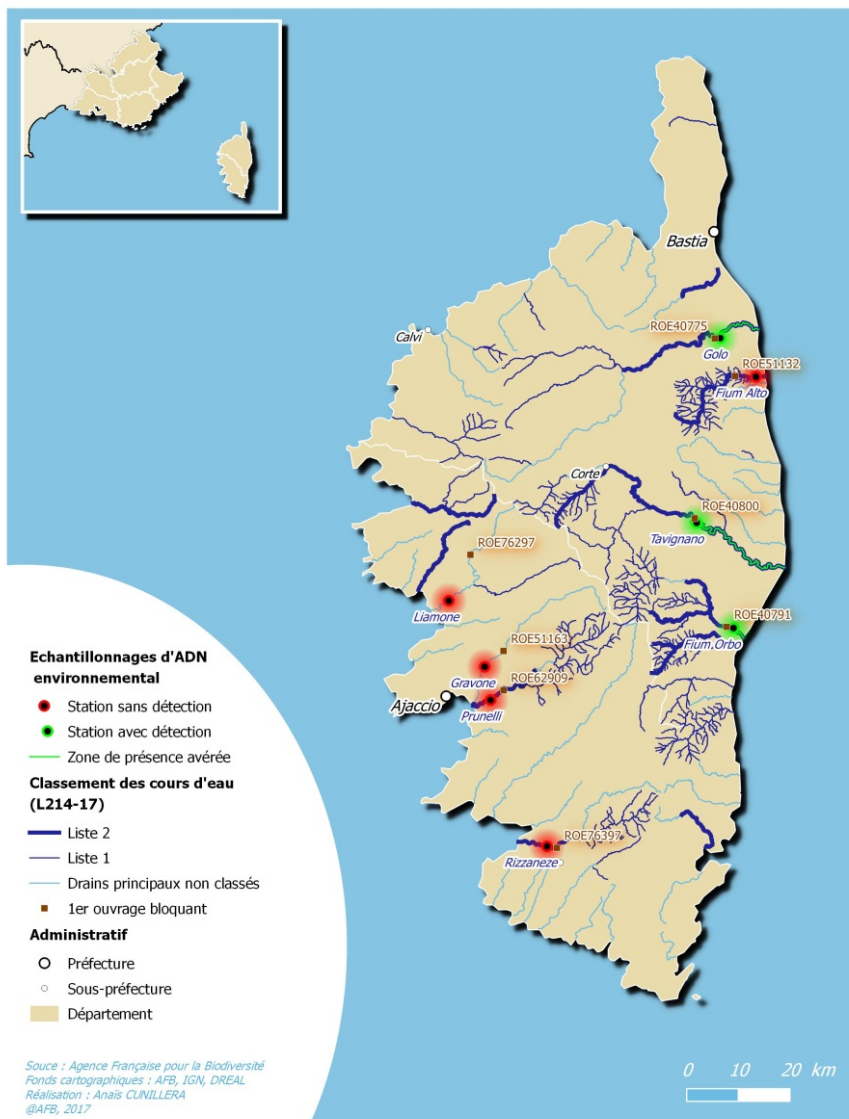 Bastia
ROE40775
Calvi
Golo
ROE51132
Fium Alto
Corte
ROE40800
Tavignano
ROE76297
ROE40791
Liamone
Fium.Orbo
ROE51163
Gravone
ROE62909
Ajaccio
Prunelli
ROE76397
Rizzaneze
Echantillonnages d'ADN
environnemental
Station sans détection
Station avec détection
Zone de présence avérée
Classement des cours d'eau
(L214-17)
Liste 2
Liste 1
Drains principaux non classés
1er ouvrage bloquant
Administratif
Préfecture
Sous-préfecture
Département
Souce : Agence Française pour la Biodiversité
Fonds cartographiques : AFB, IGN, DREAL
Réalisation : Anaïs CUNILLERA
@AFB, 2017
0 10 20 km